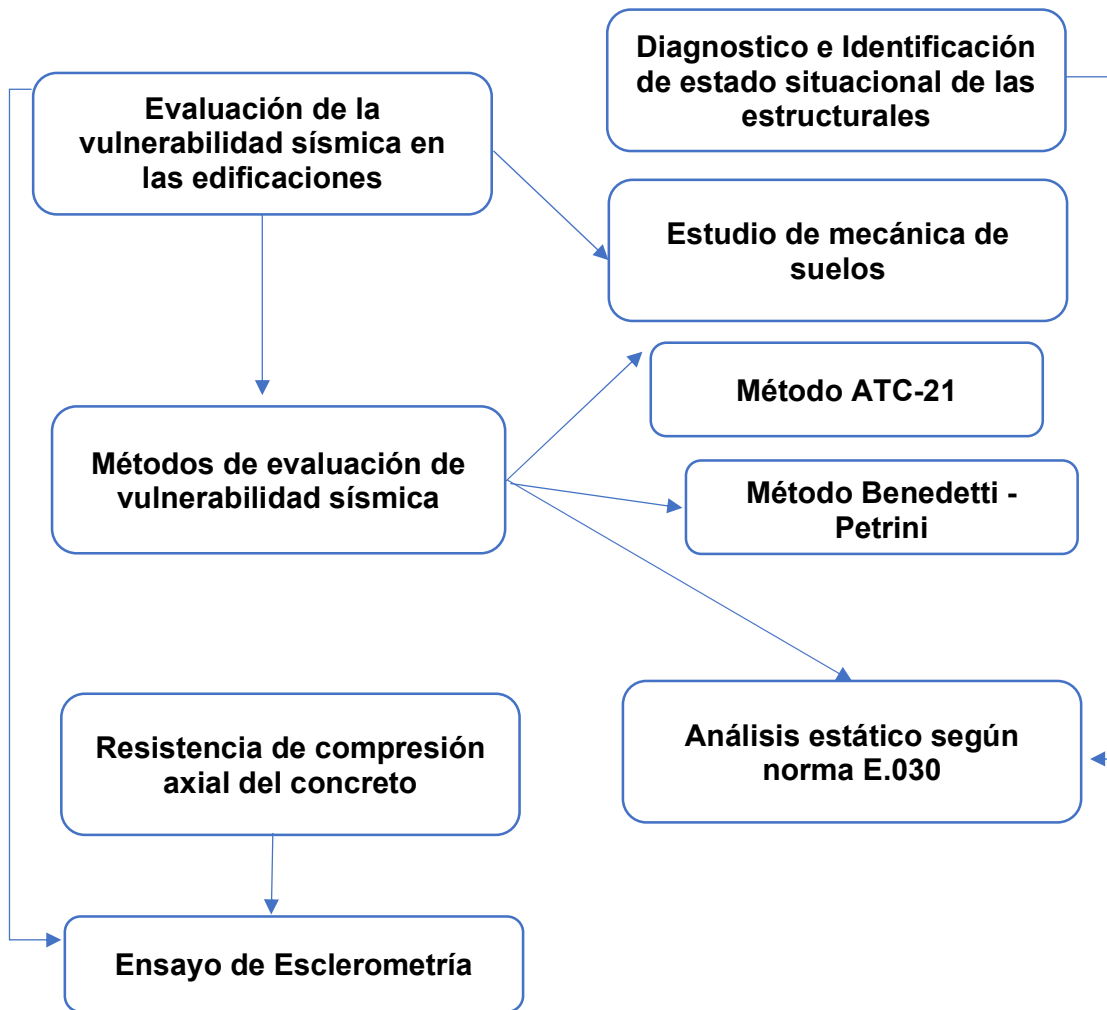 Diagnostico e Identificación
de estado situacional de las
estructurales
Evaluación de la
vulnerabilidad sísmica en
las edificaciones
Estudio de mecánica de
suelos
Método ATC-21
Métodos de evaluación de
vulnerabilidad sísmica
Método Benedetti -
Petrini
Resistencia de compresión
axial del concreto
Análisis estático según
norma E.030
Ensayo de Esclerometría